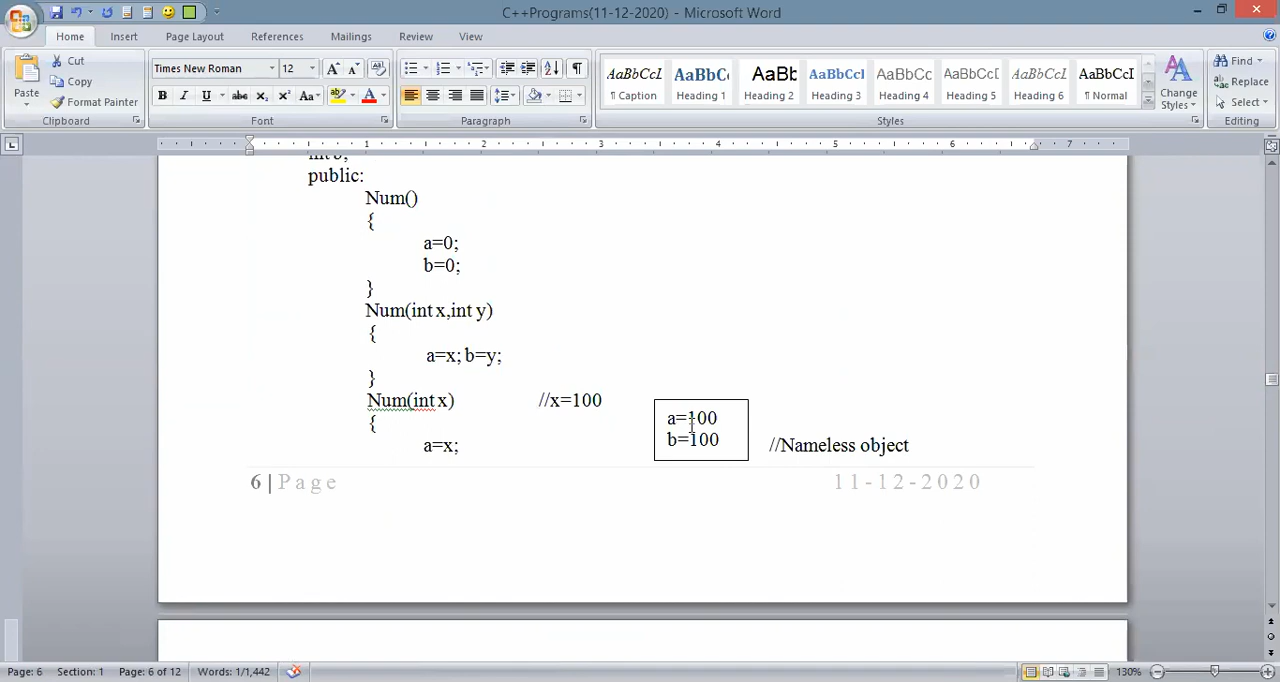 C++Programs(11-12-2020) - Microsoft Word
Home Insert Page Layout References Mailings Review View
Paste
Cut
Copy
Format Painter
Clipboard
Times New Roman 12
Font
Paragraph
AaBbCcI AaBbC AaBb AaBbCcI AaBbCc AaBbCcD AaBbCcI AaBbCcI
¶ Caption Heading 1 Heading 2 Heading 3 Heading 4 Heading 5 Heading 6 ¶ Normal
Change Styles
Styles
Find
Replace
Select
Editing
int b;
public:
Num()
{
a=0;
b=0;
}
Num(int x,int y)
{
a=x; b=y;
}
Num(int x) //x=100
{
a=x;
a=100
b=100
//Nameless object
6 | Page 11-12-2020
Page: 6 Section: 1 Page: 6 of 12 Words: 1/1,442 130%